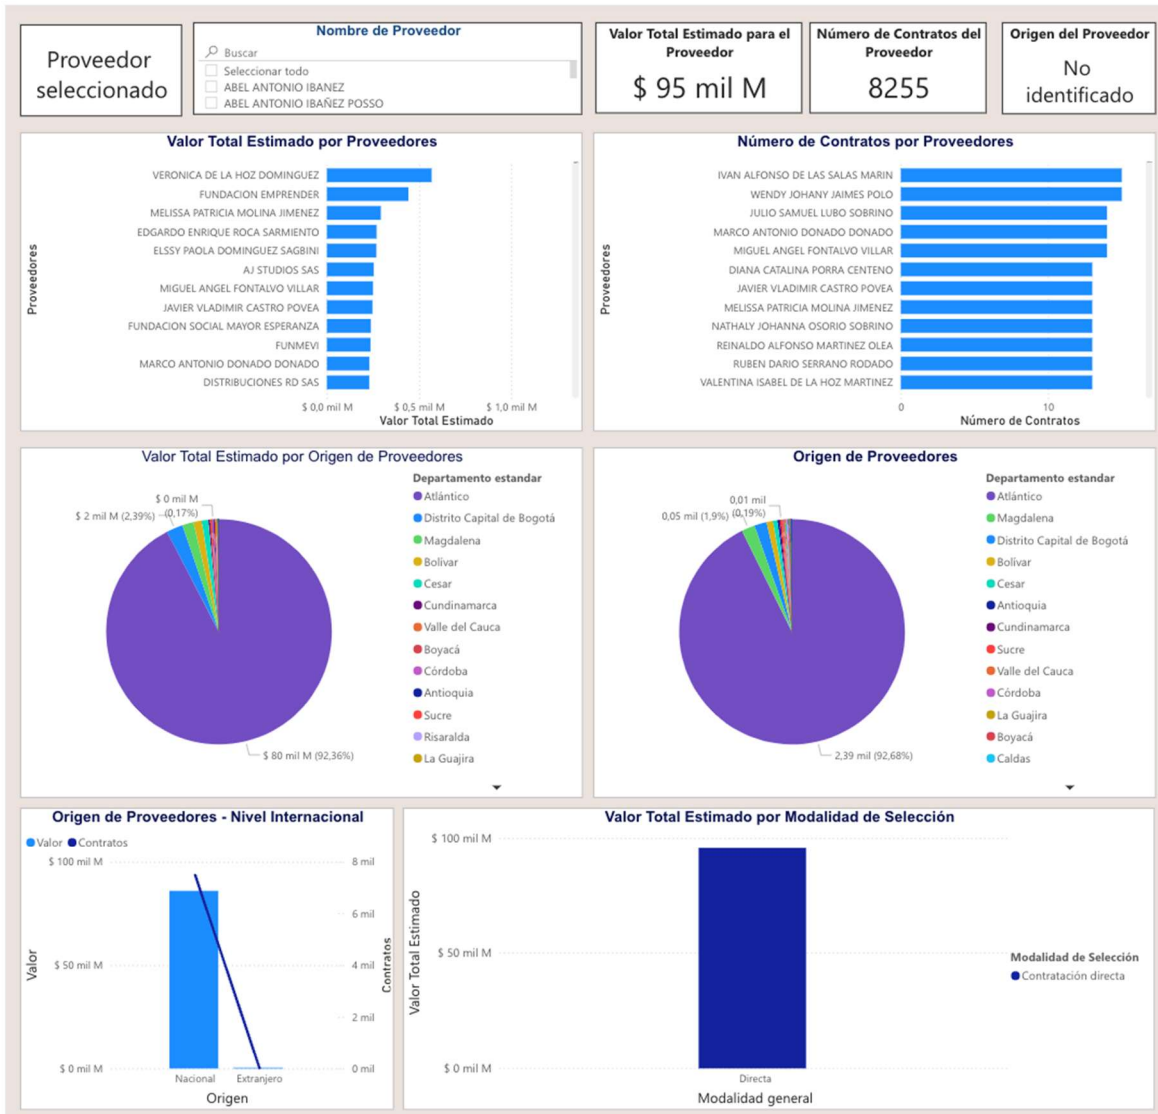 Proveedor
seleccionado
Nombre de Proveedor
Buscar
Seleccionar todo
ABEL ANTONIO IBANEZ
ABEL ANTONIO IBAÑEZ POSSO
Valor Total Estimado para el
Proveedor
$ 95 mil M
Número de Contratos del
Proveedor
8255
Origen del Proveedor
No
identificado
Valor Total Estimado por Proveedores
Proveedores
VERONICA DE LA HOZ DOMINGUEZ
FUNDACION EMPRENDER
MELISSA PATRICIA MOLINA JIMENEZ
EDGARDO ENRIQUE ROCA SARMIENTO
ELSSY PAOLA DOMINGUEZ SAGBINI
AJ STUDIOS SAS
MIGUEL ANGEL FONTALVO VILLAR
JAVIER VLADIMIR CASTRO POVEA
FUNDACION SOCIAL MAYOR ESPERANZA
FUNMEVI
MARCO ANTONIO DONADO DONADO
DISTRIBUCIONES RD SAS
$ 0,0 mil M $ 0,5 mil M $ 1,0 mil M
Valor Total Estimado
Número de Contratos por Proveedores
Proveedores
IVAN ALFONSO DE LAS SALAS MARIN
WENDY JOHANY JAIMES POLO
JULIO SAMUEL LUBO SOBRINO
MARCO ANTONIO DONADO DONADO
MIGUEL ANGEL FONTALVO VILLAR
DIANA CATALINA PORRA CENTENO
JAVIER VLADIMIR CASTRO POVEA
MELISSA PATRICIA MOLINA JIMENEZ
NATHALY JOHANNA OSORIO SOBRINO
REINALDO ALFONSO MARTINEZ OLEA
RUBEN DARIO SERRANO RODADO
VALENTINA ISABEL DE LA HOZ MARTINEZ
0 10
Número de Contratos
Valor Total Estimado por Origen de Proveedores
$ 0 mil M
(0,17%)
$ 2 mil M (2,39%)
$ 80 mil M (92,36%)
Departamento estandar
Atlántico
Distrito Capital de Bogotá
Magdalena
Bolívar
Cesar
Cundinamarca
Valle del Cauca
Boyacá
Córdoba
Antioquia
Sucre
Risaralda
La Guajira
Origen de Proveedores
0,01 mil
(0,19%)
0,05 mil (1,9%)
2,39 mil (92,68%)
Departamento estandar
Atlántico
Magdalena
Distrito Capital de Bogotá
Bolívar
Cesar
Antioquia
Cundinamarca
Sucre
Valle del Cauca
Córdoba
La Guajira
Boyacá
Caldas
Origen de Proveedores - Nivel Internacional
Valor Contratos
$ 100 mil M
$ 50 mil M
$ 0 mil M
Valor
8 mil
6 mil
4 mil
2 mil
0 mil
Contratos
Nacional Extranjero
Origen
Valor Total Estimado por Modalidad de Selección
Valor Total Estimado
$ 100 mil M
$ 50 mil M
$ 0 mil M
Directa
Modalidad general
Modalidad de Selección
Contratación directa